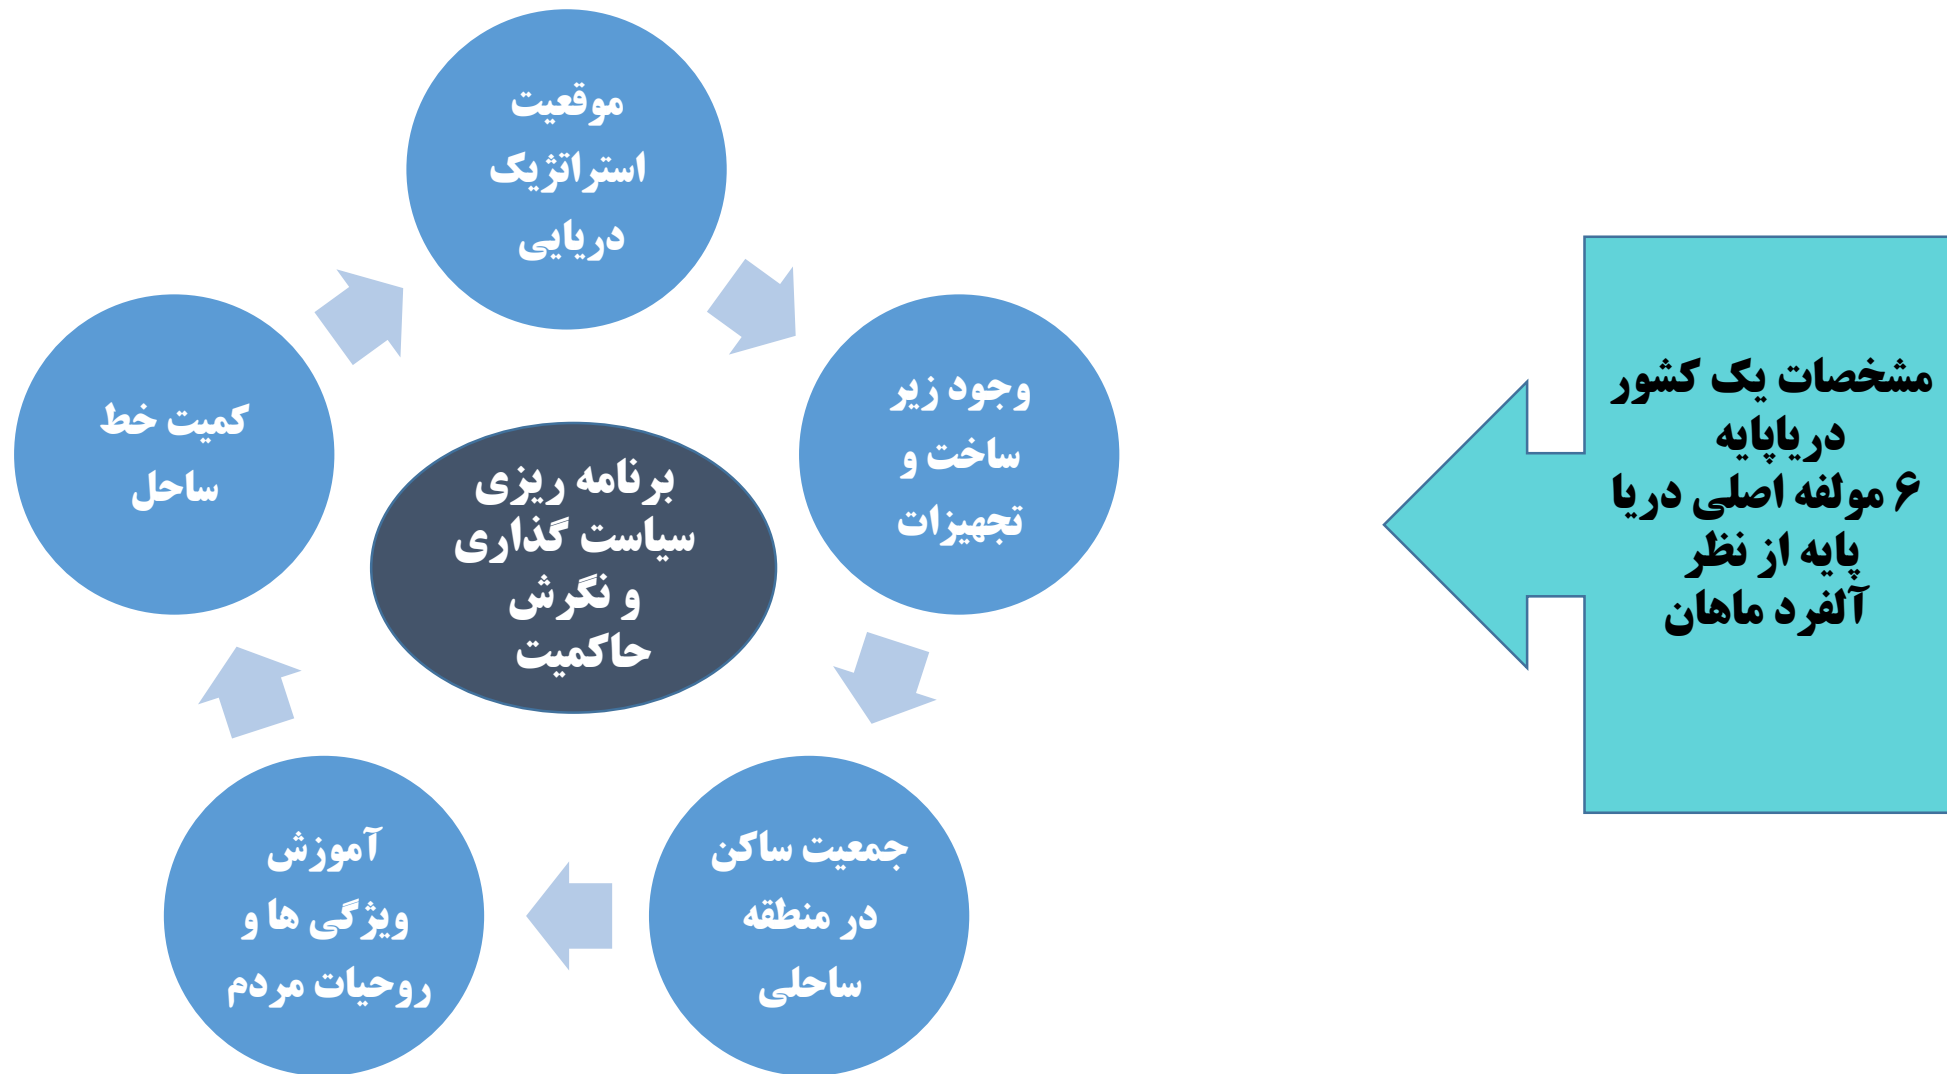 مشخصات یک کشور
دریاپایه
۶ مولفه اصلی دریا
پایه از نظر
آلفرد ماهان
موقعیت
استراتژیک
دریایی
وجود زیر
ساخت و
تجهیزات
جمعیت ساکن
در منطقه
ساحلی
آموزش
ویژگی ها و
روحیات مردم
کمیت خط
ساحل
برنامه ریزی
سیاست گذاری
و نگرش
حاکمیت